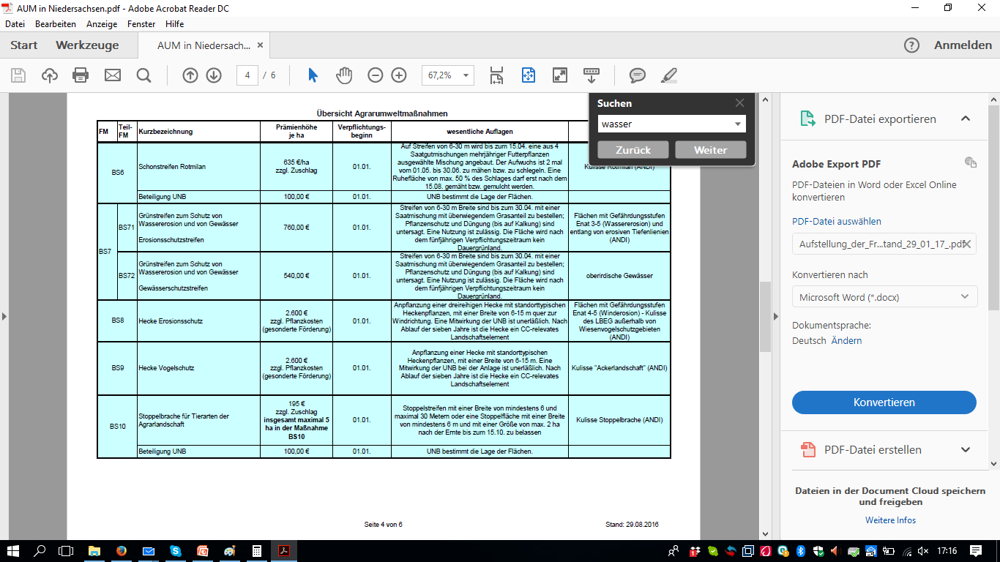 AUM in Niedersachsen.pdf - Adobe Acrobat Reader DC
Datei Bearbeiten Anzeige Fenster Hilfe
Start Werkzeuge AUM in Niedersach... × Anmelden
4 / 6 67,2%
Suchen
wasser
Zurück Weiter
Übersicht Agrarumweltmaßnahmen
FM
Teil-
FM
Kurzbezeichnung
Prämienhöhe
je ha
Verpflichtungs-
beginn
wesentliche Auflagen
BS6
Schonstreifen Rotmilan
635 €/ha
zzgl. Zuschlag
01.01.
Auf Streifen von 6-30 m wird bis zum 15.04. eine aus 4
Saatgutmischungen mehrjähriger Futterpflanzen
ausgewählte Mischung angebaut. Der Aufwuchs ist 2 mal
vom 01.05. bis 30.06. zu mähen bzw. zu schlegeln. Eine
Ruhefläche von max. 50 % des Schlages darf erst nach dem
15.08. gemäht bzw. gemulcht werden.
Kulisse Rotmilan (ANDI)
Beteiligung UNB
100,00 €
01.01.
UNB bestimmt die Lage der Flächen.
BS7
BS71
Grünstreifen zum Schutz von
Wassererosion und von Gewässer
Erosionsschutzstreifen
760,00 €
01.01.
Streifen von 6-30 m Breite sind bis zum 30.04. mit einer
Saatmischung mit überwiegendem Grasanteil zu bestellen;
Pflanzenschutz und Düngung (bis auf Kalkung) sind
untersagt. Eine Nutzung ist zulässig. Die Fläche wird nach
dem fünfjährigen Verpflichtungszeitraum kein
Dauergrünland.
Flächen mit Gefährdungsstufen
Enat 3-5 (Wassererosion) und
entlang von erosiven Tiefenlienien
(ANDI)
BS72
Grünstreifen zum Schutz von
Wassererosion und von Gewässer
Gewässerschutzstreifen
540,00 €
01.01.
Streifen von 6-30 m Breite sind bis zum 30.04. mit einer
Saatmischung mit überwiegendem Grasanteil zu bestellen;
Pflanzenschutz und Düngung (bis auf Kalkung) sind
untersagt. Eine Nutzung ist zulässig. Die Fläche wird nach
dem fünfjährigen Verpflichtungszeitraum kein
Dauergrünland.
oberirdische Gewässer
BS8
Hecke Erosionsschutz
2.600 €
zzgl. Pflanzkosten
(gesonderte Förderung)
01.01.
Anpflanzung einer dreireihigen Hecke mit standorttypischen
Heckenpflanzen, mit einer Breite von 6-15 m quer zur
Windrichtung. Eine Mitwirkung der UNB ist unerläßlich. Nach
Ablauf der sieben Jahre ist die Hecke ein CC-relevates
Landschaftselement
Flächen mit Gefährdungsstufen
Enat 4-5 (Winderosion) - Kulisse
des LBEG außerhalb von
Wiesenvogelschutzgebieten
(ANDI)
BS9
Hecke Vogelschutz
2.600 €
zzgl. Pflanzkosten
(gesonderte Förderung)
01.01.
Anpflanzung einer Hecke mit standorttypischen
Heckenpflanzen, mit einer Breite von 6-15 m. Eine
Mitwirkung der UNB bei der Anlage ist unerläßlich. Nach
Ablauf der sieben Jahre ist die Hecke ein CC-relevates
Landschaftselement
Kulisse "Ackerlandschaft" (ANDI)
BS10
Stoppelbrache für Tierarten der
Agrarlandschaft
195 €
zzgl. Zuschlag
insgesamt maximal 5
ha in der Maßnahme
BS10
01.01.
Stoppelstreifen mit einer Breite von mindestens 6 und
maximal 30 Metern oder eine Stoppelfläche mit einer Breite
von mindestens 6 m und mit einer Größe von max. 2 ha
nach der Ernte bis zum 15.10. zu belassen
Kulisse Stoppelbrache (ANDI)
Beteiligung UNB
100,00 €
01.01.
UNB bestimmt die Lage der Flächen.
Seite 4 von 6
Stand: 29.08.2016
PDF-Datei exportieren
Adobe Export PDF
PDF-Dateien in Word oder Excel Online
konvertieren
PDF-Datei auswählen
Aufstellung_der_Fr...tand_29_01_17_.pdf
Konvertieren nach
Microsoft Word (*.docx)
Dokumentsprache:
Deutsch Ändern
Konvertieren
PDF-Datei erstellen
Dateien in der Document Cloud speichern
und freigeben
Weitere Infos
17:16